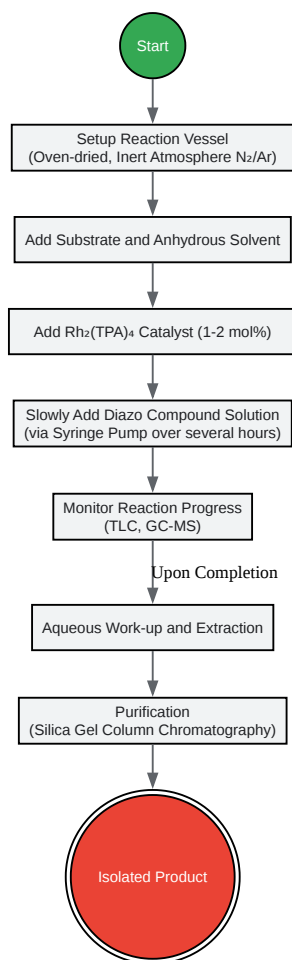 Start
Setup Reaction Vessel
(Oven-dried, Inert Atmosphere N₂/Ar)
Add Substrate and Anhydrous Solvent
Add Rh₂(TPA)₄ Catalyst (1-2 mol%)
Slowly Add Diazo Compound Solution
(via Syringe Pump over several hours)
Monitor Reaction Progress
(TLC, GC-MS)
Upon Completion
Aqueous Work-up and Extraction
Purification
(Silica Gel Column Chromatography)
Isolated Product